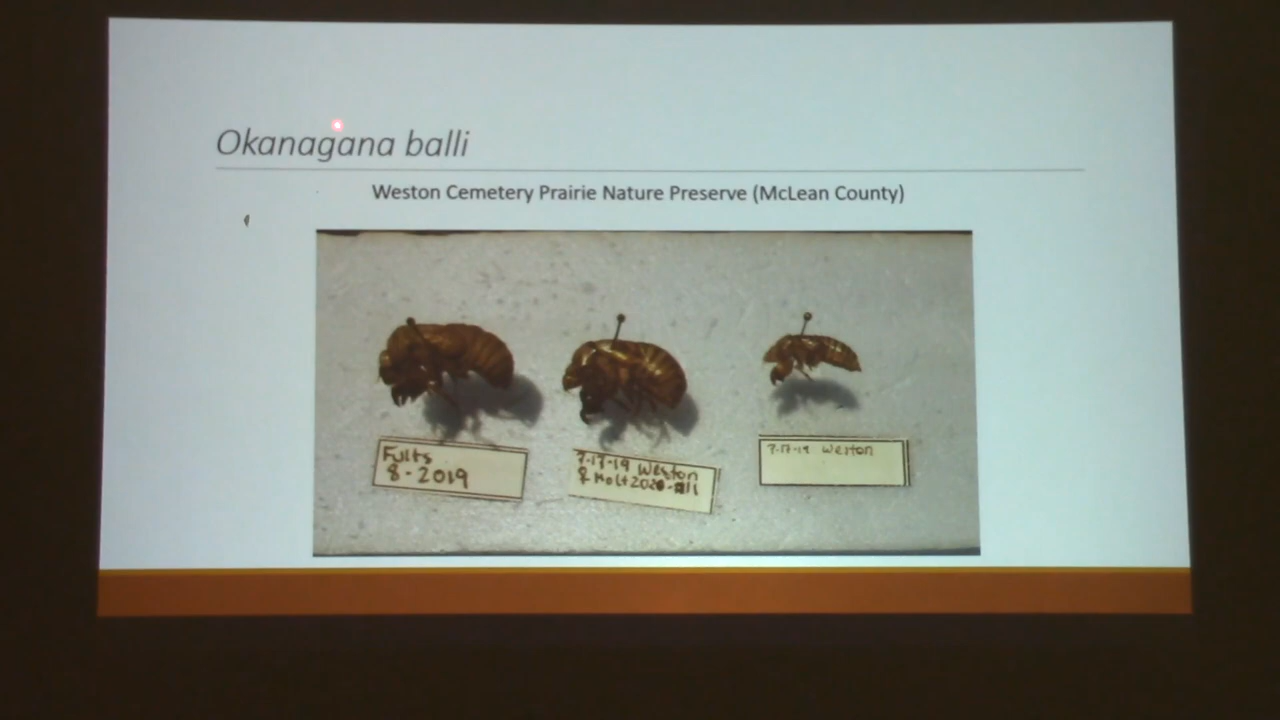 Okanagana balli
Weston Cemetery Prairie Nature Preserve (McLean County)
Fults
8-2019
7-17-19 Weston
& Holt 2020
7-17-19 Weston